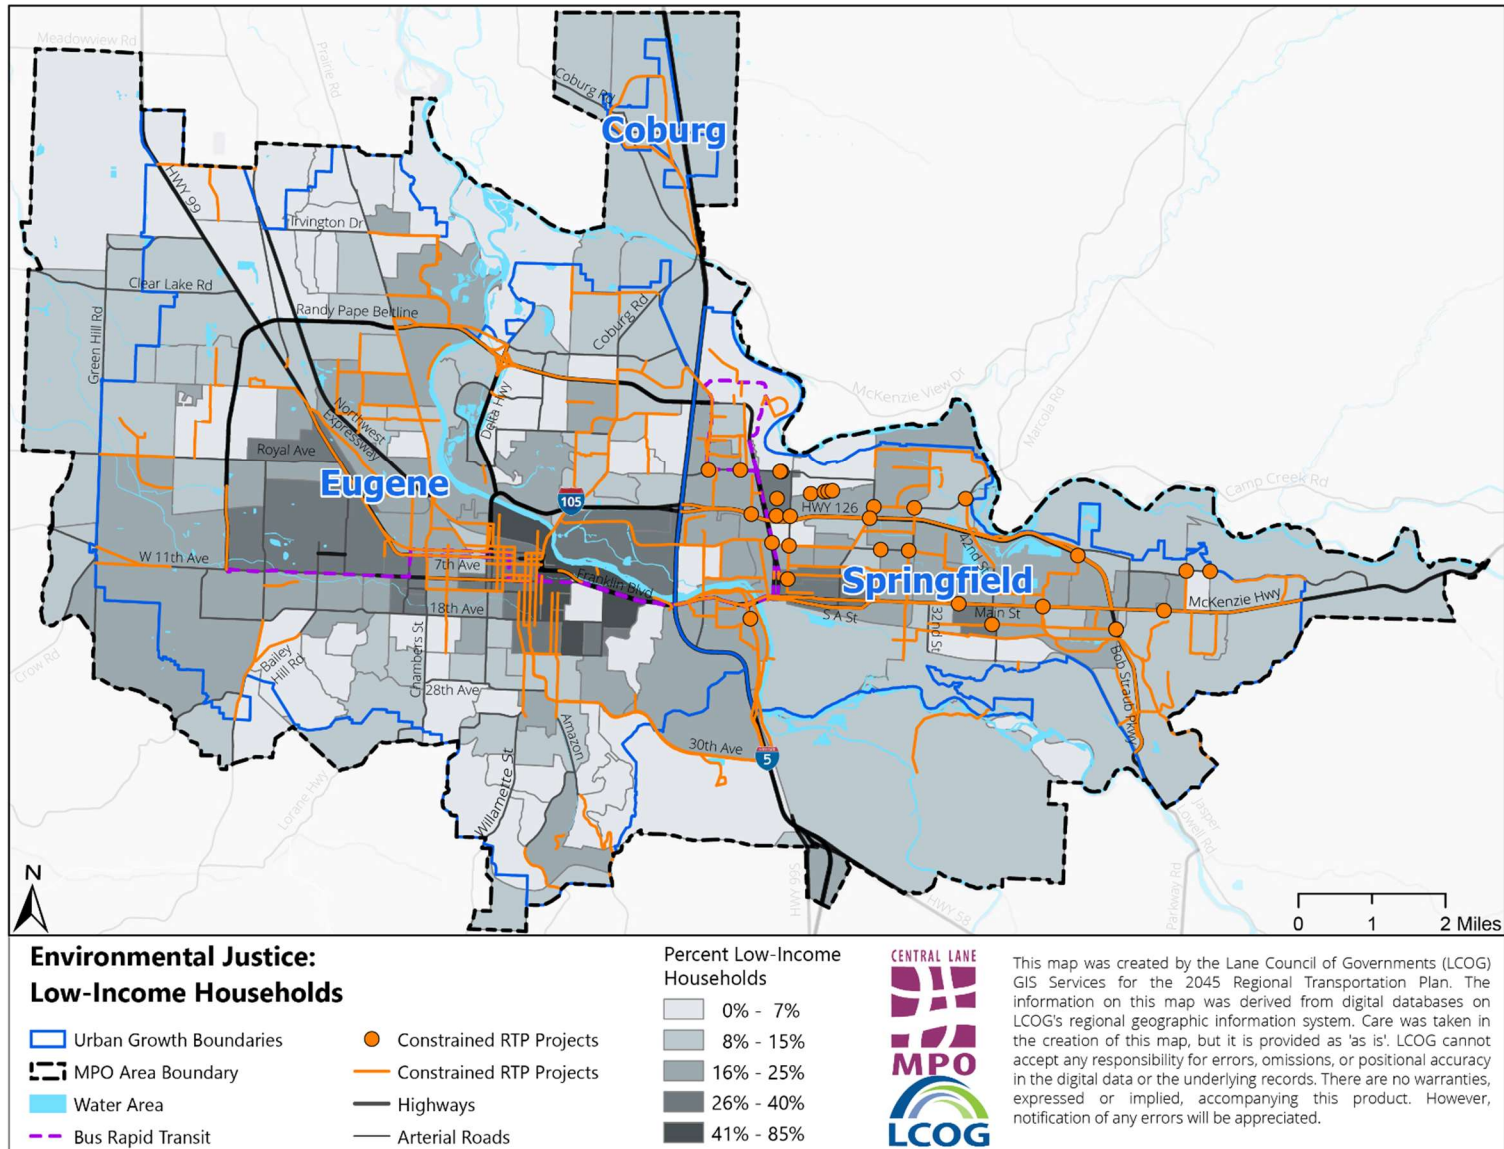 Meadowview Rd
Prairie Rd
Coburg Rd
Coburg
HWY 99
Irvington Dr
Clear Lake Rd
Randy Pape Beltline
Green Hill Rd
Coburg Rd
McKenzie View Dr
Marcola Rd
Delta Hwy
Northwest
Expressway
Royal Ave
Eugene
105
HWY 126
Camp Creek Rd
42nd St
W 11th Ave
7th Ave
Franklin Blvd
Springfield
McKenzie Hwy
18th Ave
S A St
32nd St
Main St
Crow Rd
Bailey
Hill Rd
Chambers St
28th Ave
Bob Straub Pkwy
Amazon
30th Ave
5
Willamette St
Lorane Hwy
Jasper
Lowell Rd
Parkway Rd
HWY 99S
HWY 58
N
0 1 2 Miles
Environmental Justice:
Low-Income Households
Urban Growth Boundaries
MPO Area Boundary
Water Area
Bus Rapid Transit
Constrained RTP Projects
Constrained RTP Projects
Highways
Arterial Roads
Percent Low-Income
Households
0% - 7%
8% - 15%
16% - 25%
26% - 40%
41% - 85%
CENTRAL LANE
MPO
LCOG
This map was created by the Lane Council of Governments (LCOG)
GIS Services for the 2045 Regional Transportation Plan. The
information on this map was derived from digital databases on
LCOG's regional geographic information system. Care was taken in
the creation of this map, but it is provided as 'as is'. LCOG cannot
accept any responsibility for errors, omissions, or positional accuracy
in the digital data or the underlying records. There are no warranties,
expressed or implied, accompanying this product. However,
notification of any errors will be appreciated.